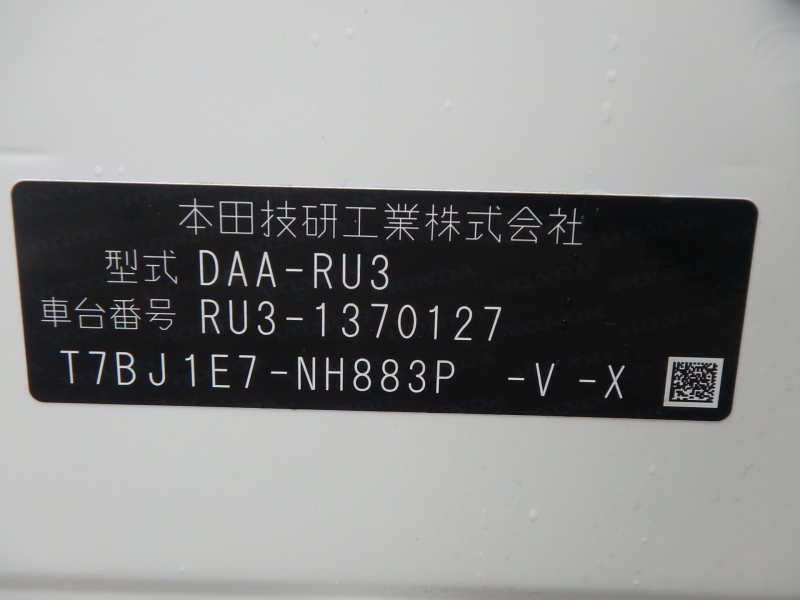 本田技研工業株式会社
型式 DAA-RU3
車台番号 RU3-1370127
T7BJ1E7-NH883P -V -X